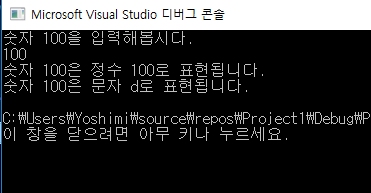 Microsoft Visual Studio 디버그 콘솔
숫자 100을 입력해봅시다.
100
숫자 100은 정수 100로 표현됩니다.
숫자 100은 문자 d로 표현됩니다.
C:₩Users₩Yoshimi₩source₩repos₩Project1₩Debug₩P
이 창을 닫으려면 아무 키나 누르세요.